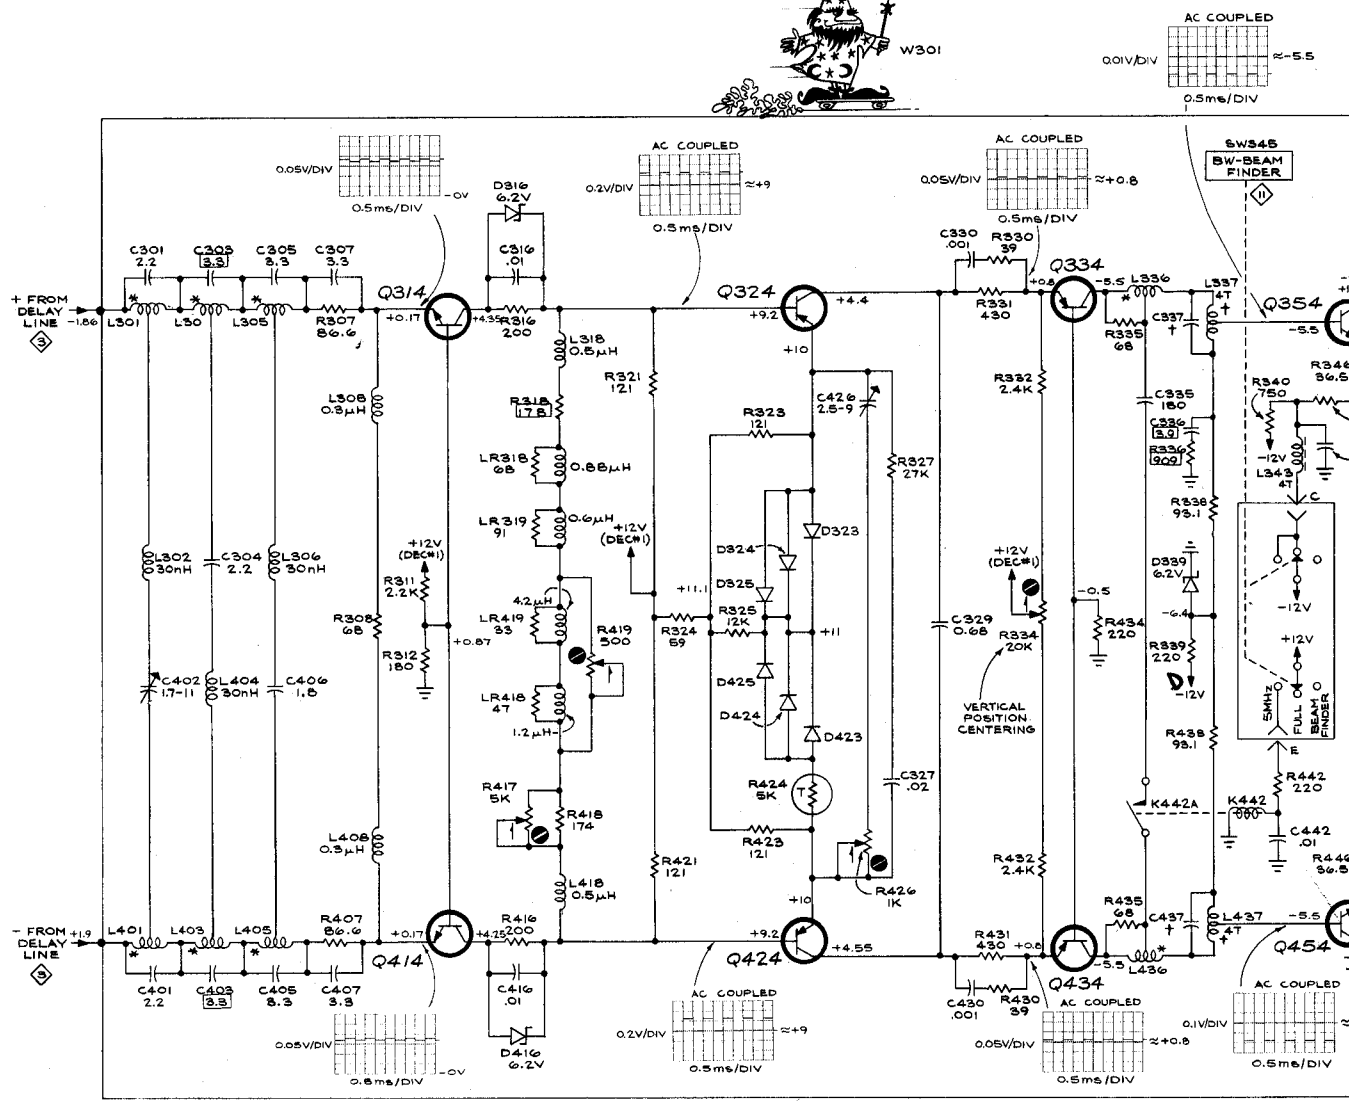 W301
AC COUPLED
0.01V/DIV
≈-5.5
0.5ms/DIV
SW345
BW-BEAM
FINDER
11
0.05V/DIV
-0V
0.5ms/DIV
AC COUPLED
0.2V/DIV
≈+9
0.5ms/DIV
AC COUPLED
0.05V/DIV
≈+0.8
0.5ms/DIV
D316
6.2V
C301
2.2
C303
3.3
C305
8.3
C307
3.3
C316
.01
C330
.001
R330
39
+ FROM
DELAY
LINE
-1.86
3
*
L301
*
L30
*
L305
R307
86.6
Q314
+0.17
+4.35
R316
200
Q324
+9.2
+4.4
+10
R331
430
+0.8
Q334
-5.5
L336
*
L337
4T
†
C337
†
R335
68
Q354
-5.5
L308
0.3μH
L318
0.5μH
R318
178
LR318
68
0.88μH
LR319
91
0.6μH
R321
121
R323
121
C426
2.5-9
R327
27K
R332
2.4K
C335
180
C336
3.9
R336
909
R340
750
-12V
R346
36.5
L343
4T
C
R338
93.1
L302
30nH
C304
2.2
L306
30nH
+12V
(DEC#1)
R311
2.2K
R312
180
+0.87
R308
68
4.2μH
LR419
33
R419
500
LR418
47
1.2μH
+12V
(DEC#1)
+11.1
R324
59
D324
D325
R325
12K
D323
+11
D425
D424
D423
C329
0.68
+12V
(DEC#1)
R334
20K
VERTICAL
POSITION
CENTERING
-0.5
R434
220
D339
6.2V
-6.4
R339
220
D
-12V
-12V
+12V
5MHz
FULL
BEAM
FINDER
E
R438
93.1
C402
1.7-11
L404
30nH
C406
1.8
R417
5K
R418
174
L408
0.3μH
L418
0.5μH
R421
121
R424
5K
T
R423
121
C327
.02
R426
1K
R432
2.4K
K442A
K442
R442
220
C442
.01
R446
36.5
- FROM
DELAY
LINE
+1.9
3
L401
*
L403
*
L405
*
R407
86.6
+0.17
Q414
+4.25
R416
200
+9.2
+10
Q424
+4.55
R431
430
+0.8
R435
68
C437
†
L437
4T
†
-5.5
L436
*
-5.5
Q434
Q454
C401
2.2
C403
3.3
C405
8.3
C407
3.3
C416
.01
D416
6.2V
C430
.001
R430
39
0.05V/DIV
-0V
0.5ms/DIV
AC COUPLED
0.2V/DIV
≈+9
0.5ms/DIV
AC COUPLED
0.05V/DIV
≈+0.8
0.5ms/DIV
AC COUPLED
0.1V/DIV
0.5ms/DIV